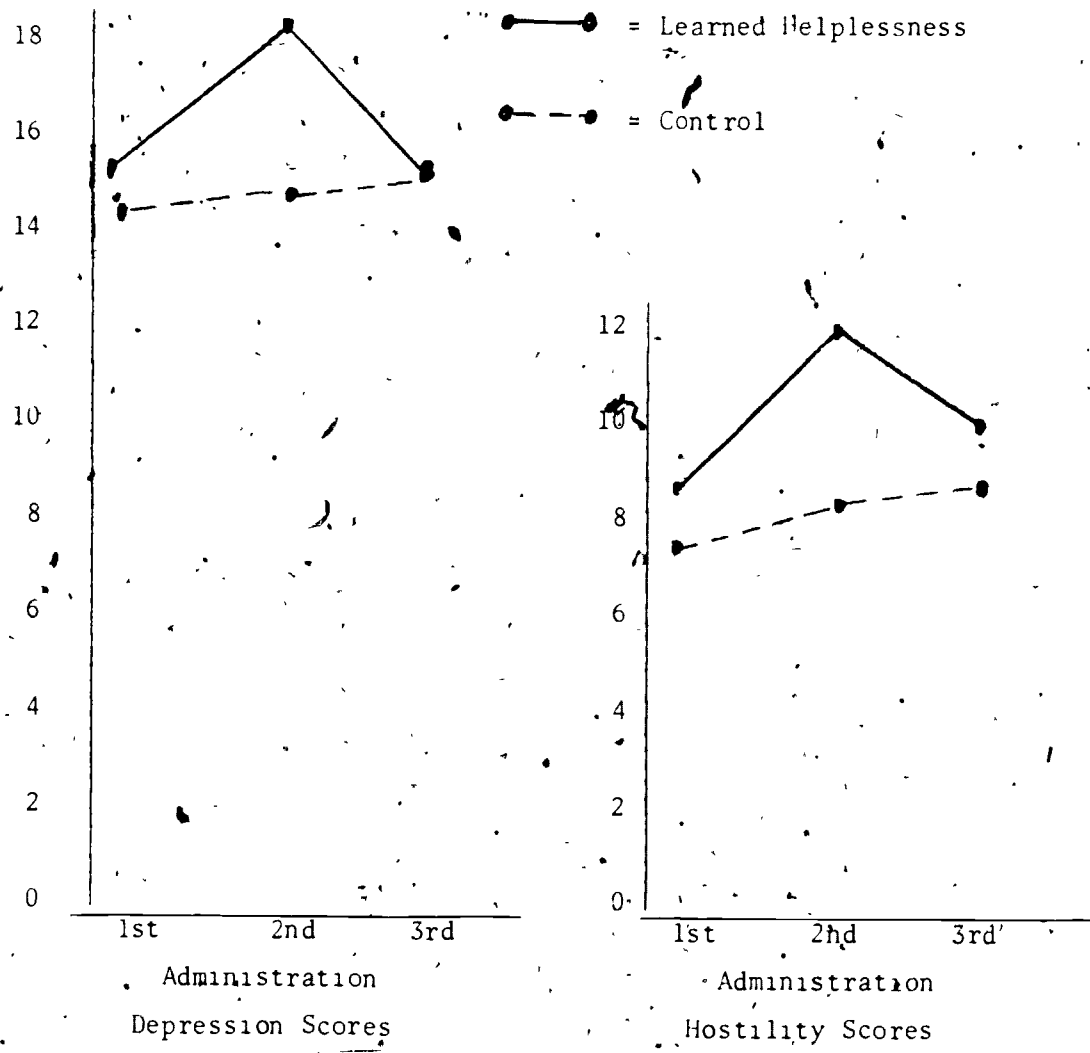 = Learned Helplessness
= Control
18
16
14
12
10
8
6
4
2
0
1st 2nd 3rd
Administration
Depression Scores
12
10
8
6
4
2
0
1st 2nd 3rd
Administration
Hostility Scores